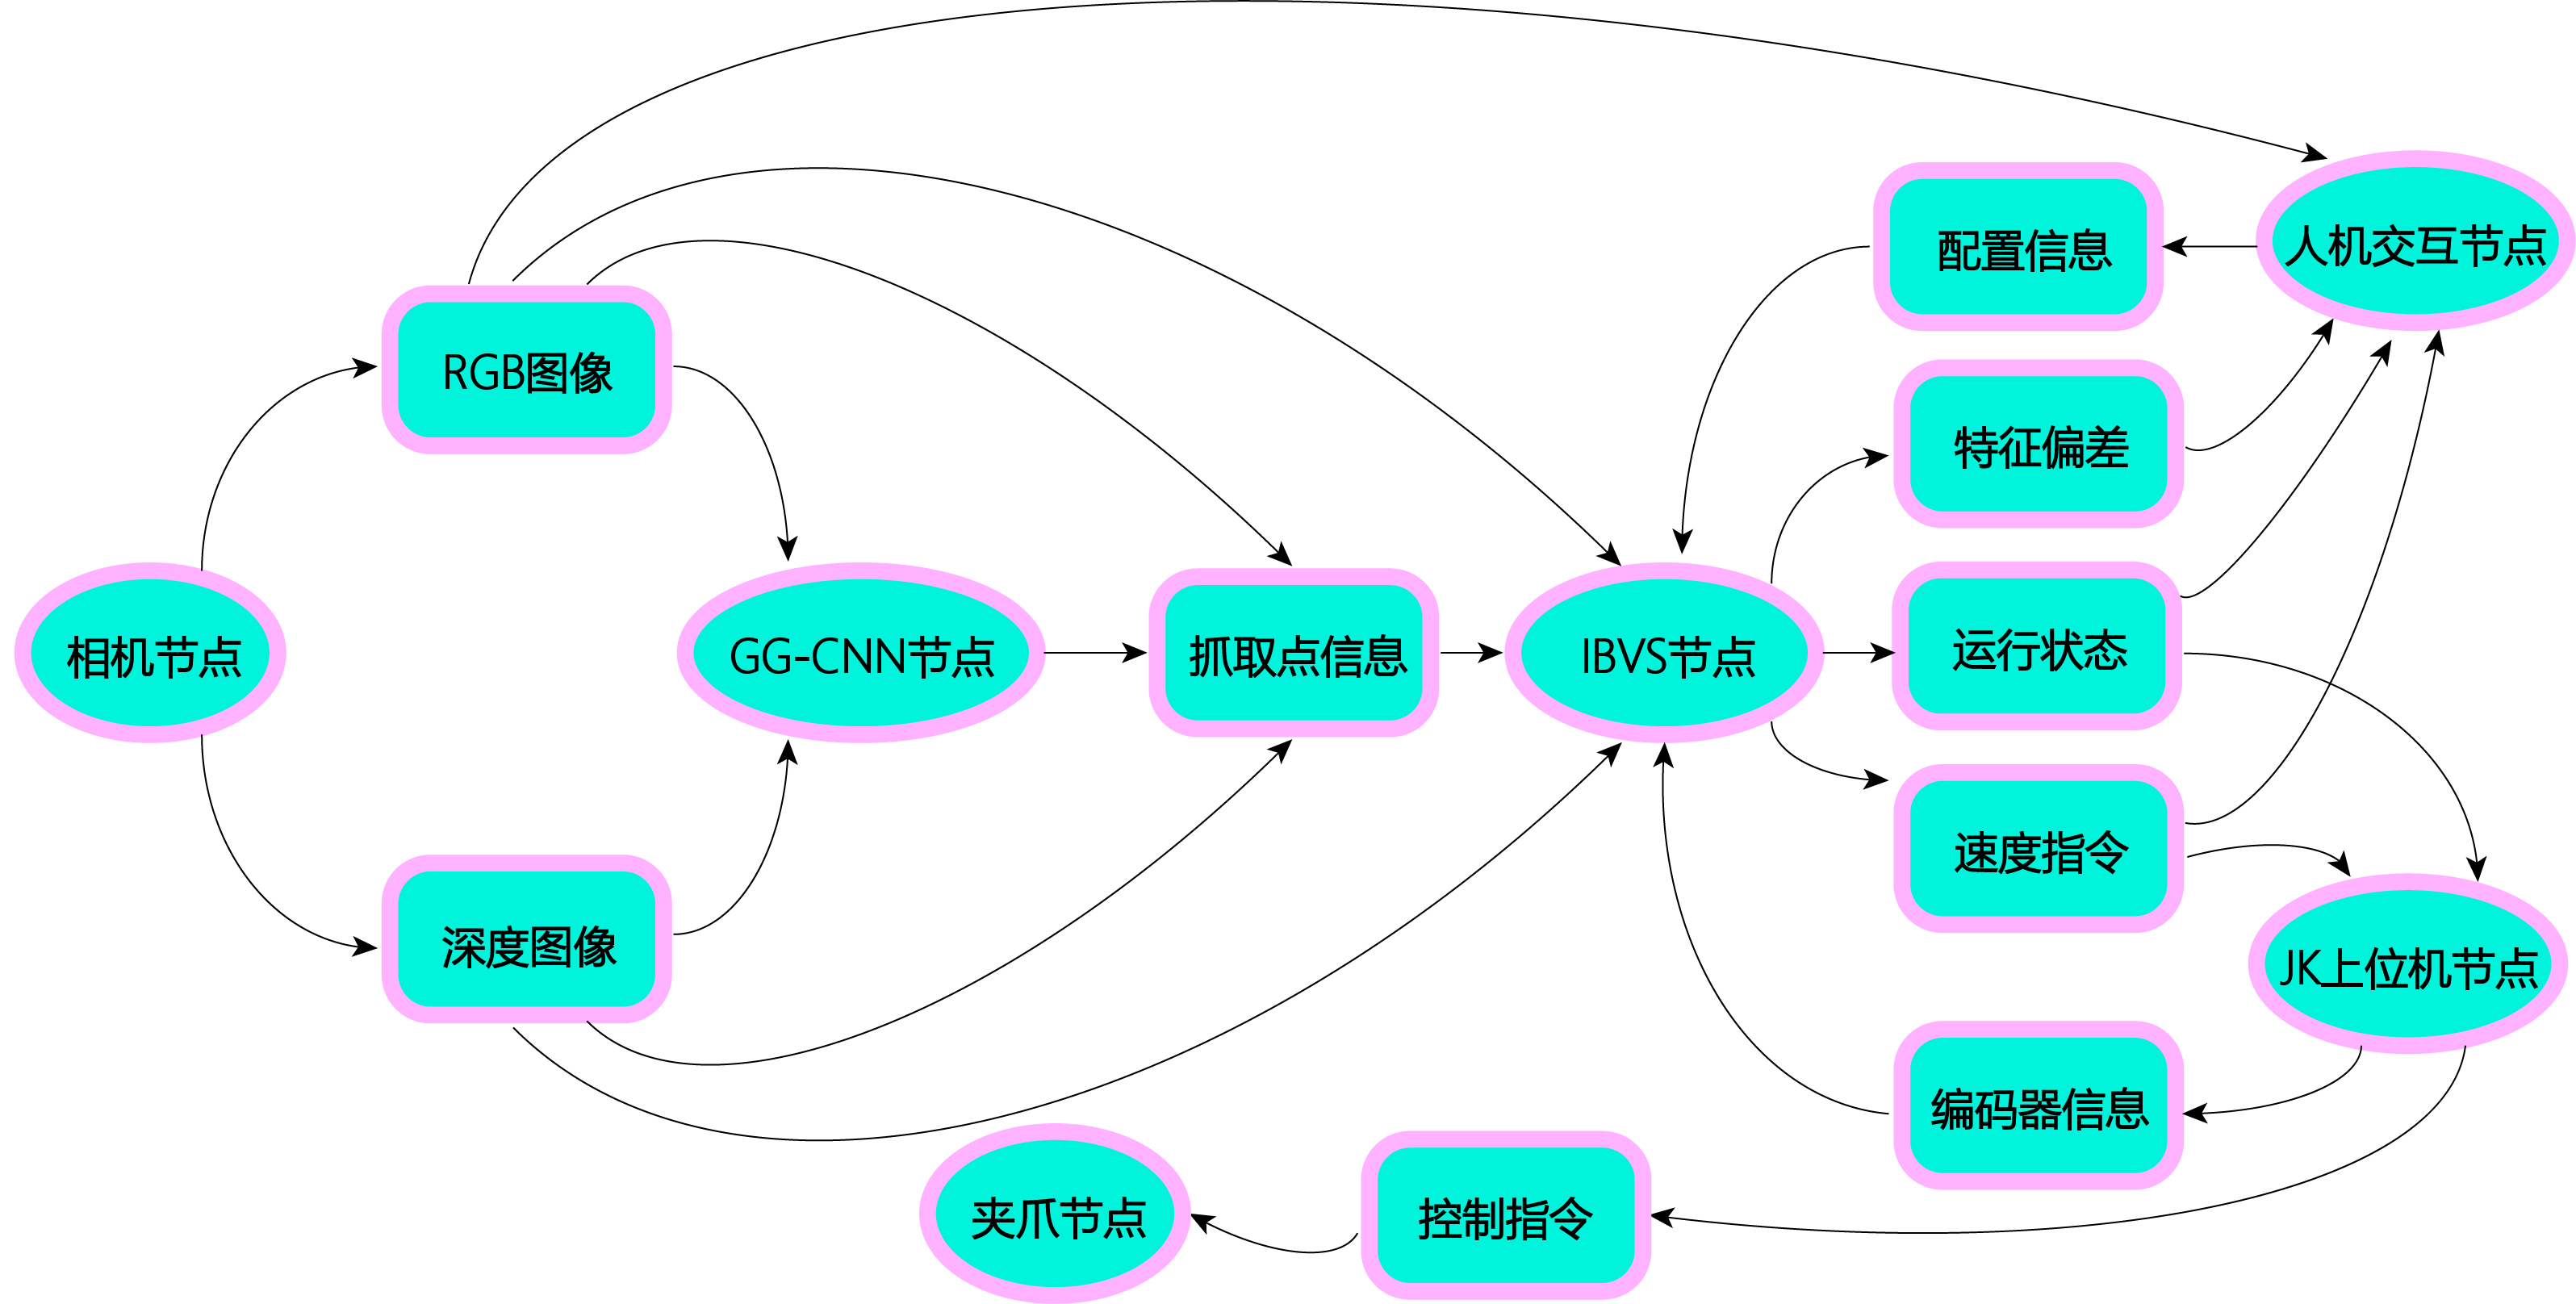 人机交互节点
配置信息
RGB图像
特征偏差
相机节点
GG-CNN节点
抓取点信息
IBVS节点
运行状态
速度指令
深度图像
JK上位机节点
编码器信息
夹爪节点
控制指令